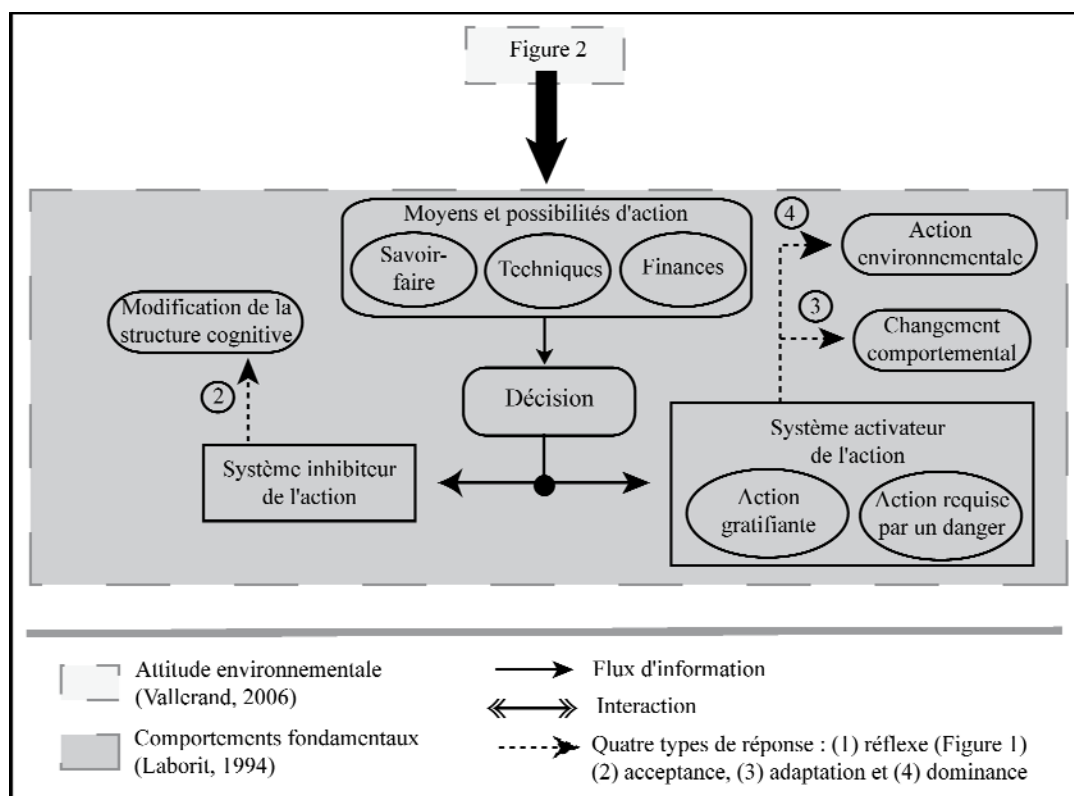 Figure 2
Moyens et possibilités d'action
Savoir-
faire
Techniques
Finances
4
Action
environnementale
3
Changement
comportemental
Modification de la
structure cognitive
2
Décision
Système inhibiteur
de l'action
Système activateur
de l'action
Action
gratifiante
Action requise
par un danger
Attitude environnementale
(Vallerand, 2006)
Comportements fondamentaux
(Laborit, 1994)
Flux d'information
Interaction
Quatre types de réponse : (1) réflexe (Figure 1)
(2) acceptance, (3) adaptation et (4) dominance